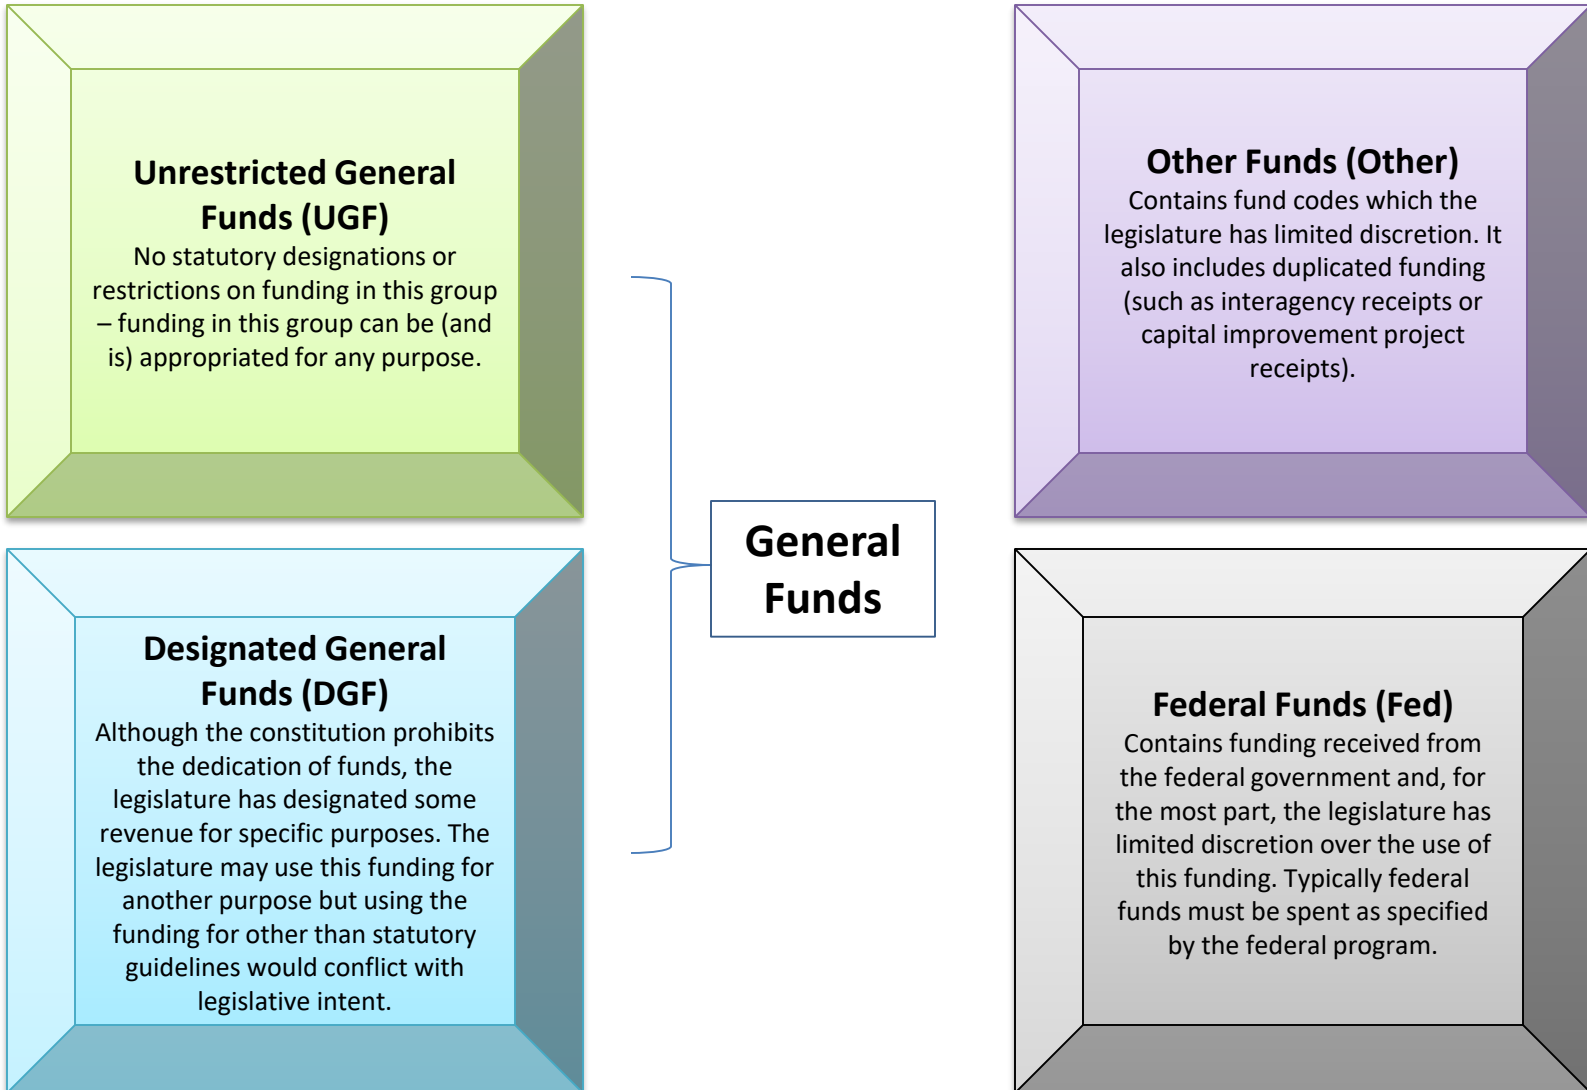 Unrestricted General
Funds (UGF)
No statutory designations or
restrictions on funding in this group
– funding in this group can be (and
is) appropriated for any purpose.
Designated General
Funds (DGF)
Although the constitution prohibits
the dedication of funds, the
legislature has designated some
revenue for specific purposes. The
legislature may use this funding for
another purpose but using the
funding for other than statutory
guidelines would conflict with
legislative intent.
General
Funds
Other Funds (Other)
Contains fund codes which the
legislature has limited discretion. It
also includes duplicated funding
(such as interagency receipts or
capital improvement project
receipts).
Federal Funds (Fed)
Contains funding received from
the federal government and, for
the most part, the legislature has
limited discretion over the use of
this funding. Typically federal
funds must be spent as specified
by the federal program.